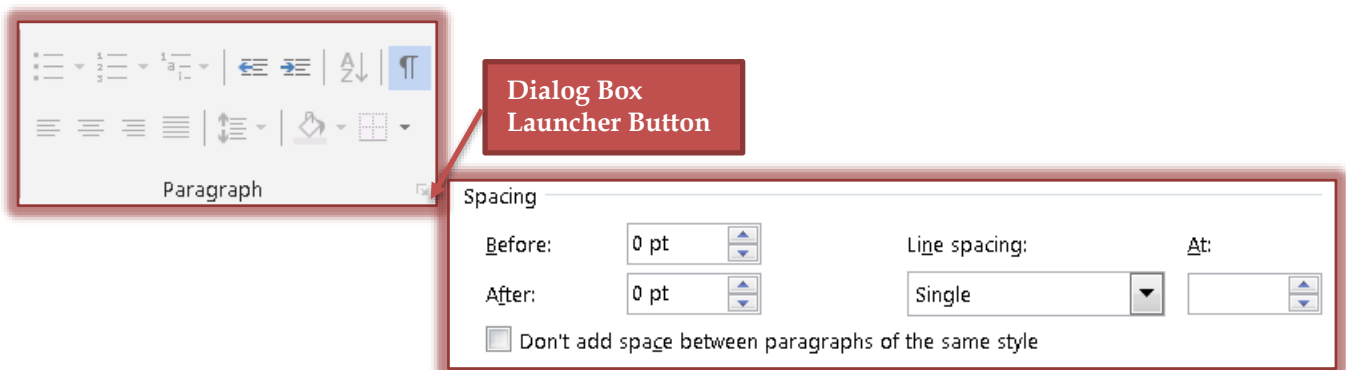 ¶
Paragraph
Dialog Box
Launcher Button
Spacing
Before: 0 pt Line spacing: At:
After: 0 pt Single
Don't add space between paragraphs of the same style